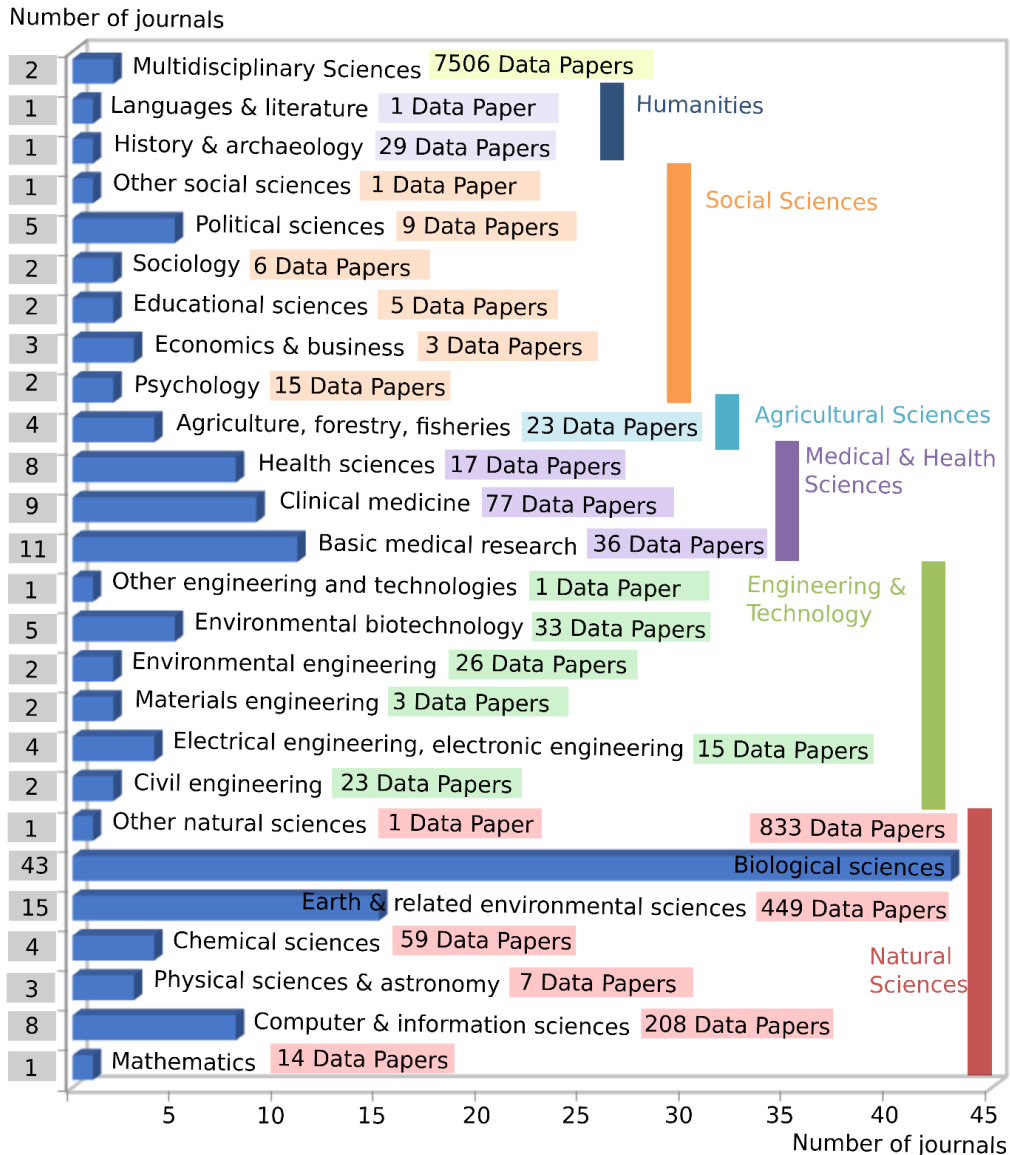 Number of journals
2 Multidisciplinary Sciences 7506 Data Papers
1 Languages & literature 1 Data Paper
Humanities
1 History & archaeology 29 Data Papers
1 Other social sciences 1 Data Paper
Social Sciences
5 Political sciences 9 Data Papers
2 Sociology 6 Data Papers
2 Educational sciences 5 Data Papers
3 Economics & business 3 Data Papers
2 Psychology 15 Data Papers
4 Agriculture, forestry, fisheries 23 Data Papers
Agricultural Sciences
8 Health sciences 17 Data Papers
Medical & Health
Sciences
9 Clinical medicine 77 Data Papers
11 Basic medical research 36 Data Papers
1 Other engineering and technologies 1 Data Paper
Engineering &
Technology
5 Environmental biotechnology 33 Data Papers
2 Environmental engineering 26 Data Papers
2 Materials engineering 3 Data Papers
4 Electrical engineering, electronic engineering 15 Data Papers
2 Civil engineering 23 Data Papers
1 Other natural sciences 1 Data Paper
833 Data Papers
43 Biological sciences
15 Earth & related environmental sciences 449 Data Papers
4 Chemical sciences 59 Data Papers
Natural
Sciences
3 Physical sciences & astronomy 7 Data Papers
8 Computer & information sciences 208 Data Papers
1 Mathematics 14 Data Papers
5 10 15 20 25 30 35 40 45
Number of journals